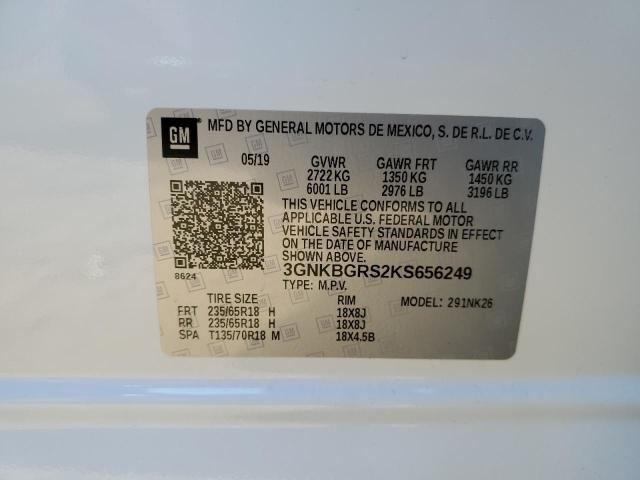 GM MFD BY GENERAL MOTORS DE MEXICO, S. DE R.L. DE C.V.
05/19 GVWR GAWR FRT GAWR RR
2722 KG 1350 KG 1450 KG
6001 LB 2976 LB 3196 LB
THIS VEHICLE CONFORMS TO ALL
APPLICABLE U.S. FEDERAL MOTOR
VEHICLE SAFETY STANDARDS IN EFFECT
ON THE DATE OF MANUFACTURE
SHOWN ABOVE.
8624
3GNKBGRS2KS656249
TYPE: M.P.V.
TIRE SIZE RIM MODEL: 291NK26
FRT 235/65R18 H 18X8J
RR 235/65R18 H 18X8J
SPA T135/70R18 M 18X4.5B